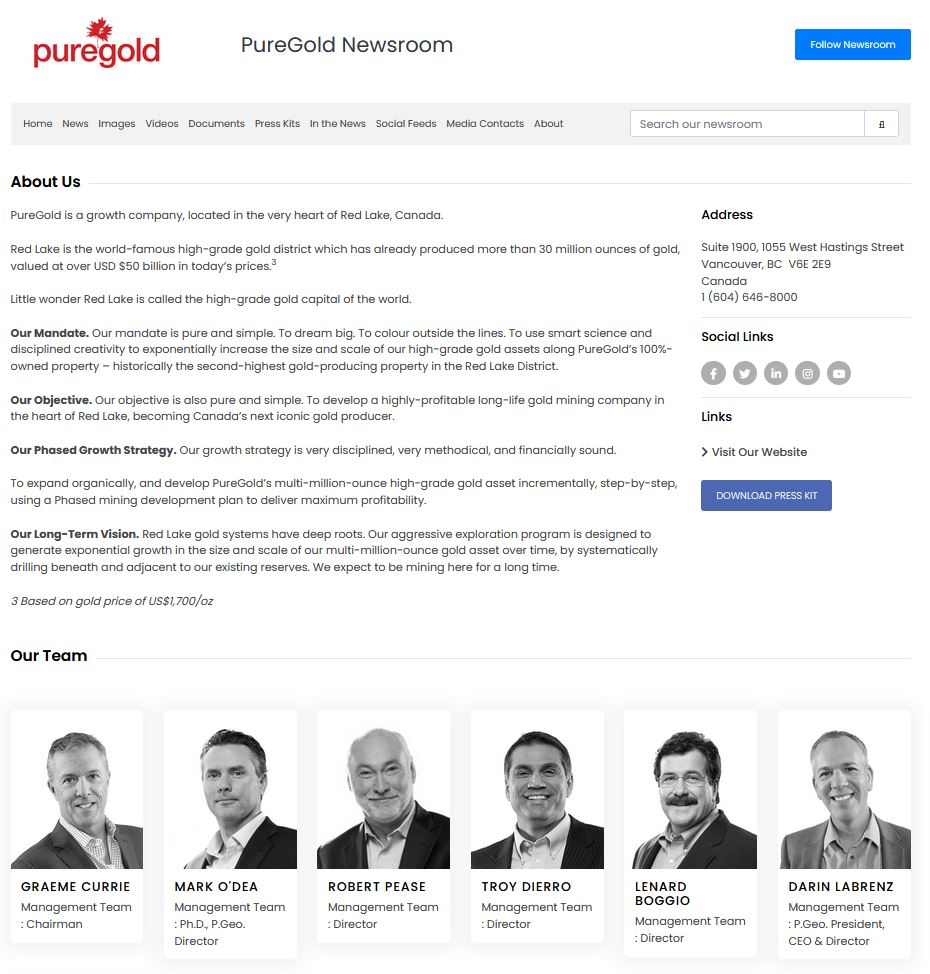 puregold
PureGold Newsroom
Follow Newsroom
Home News Images Videos Documents Press Kits In the News Social Feeds Media Contacts About
Search our newsroom
About Us
PureGold is a growth company, located in the very heart of Red Lake, Canada.
Red Lake is the world-famous high-grade gold district which has already produced more than 30 million ounces of gold,
valued at over USD $50 billion in today's prices.3
Little wonder Red Lake is called the high-grade gold capital of the world.
Our Mandate. Our mandate is pure and simple. To dream big. To colour outside the lines. To use smart science and
disciplined creativity to exponentially increase the size and scale of our high-grade gold assets along PureGold's 100%-
owned property – historically the second-highest gold-producing property in the Red Lake District.
Our Objective. Our objective is also pure and simple. To develop a highly-profitable long-life gold mining company in
the heart of Red Lake, becoming Canada's next iconic gold producer.
Our Phased Growth Strategy. Our growth strategy is very disciplined, very methodical, and financially sound.
To expand organically, and develop PureGold's multi-million-ounce high-grade gold asset incrementally, step-by-step,
using a Phased mining development plan to deliver maximum profitability.
Our Long-Term Vision. Red Lake gold systems have deep roots. Our aggressive exploration program is designed to
generate exponential growth in the size and scale of our multi-million-ounce gold asset over time, by systematically
drilling beneath and adjacent to our existing reserves. We expect to be mining here for a long time.
3 Based on gold price of US$1,700/oz
Address
Suite 1900, 1055 West Hastings Street
Vancouver, BC V6E 2E9
Canada
1 (604) 646-8000
Social Links
Links
Visit Our Website
DOWNLOAD PRESS KIT
Our Team
GRAEME CURRIE
Management Team
: Chairman
MARK O'DEA
Management Team
: Ph.D., P.Geo.
Director
ROBERT PEASE
Management Team
: Director
TROY DIERRO
Management Team
: Director
LENARD
BOGGIO
Management Team
: Director
DARIN LABRENZ
Management Team
: P.Geo. President,
CEO & Director